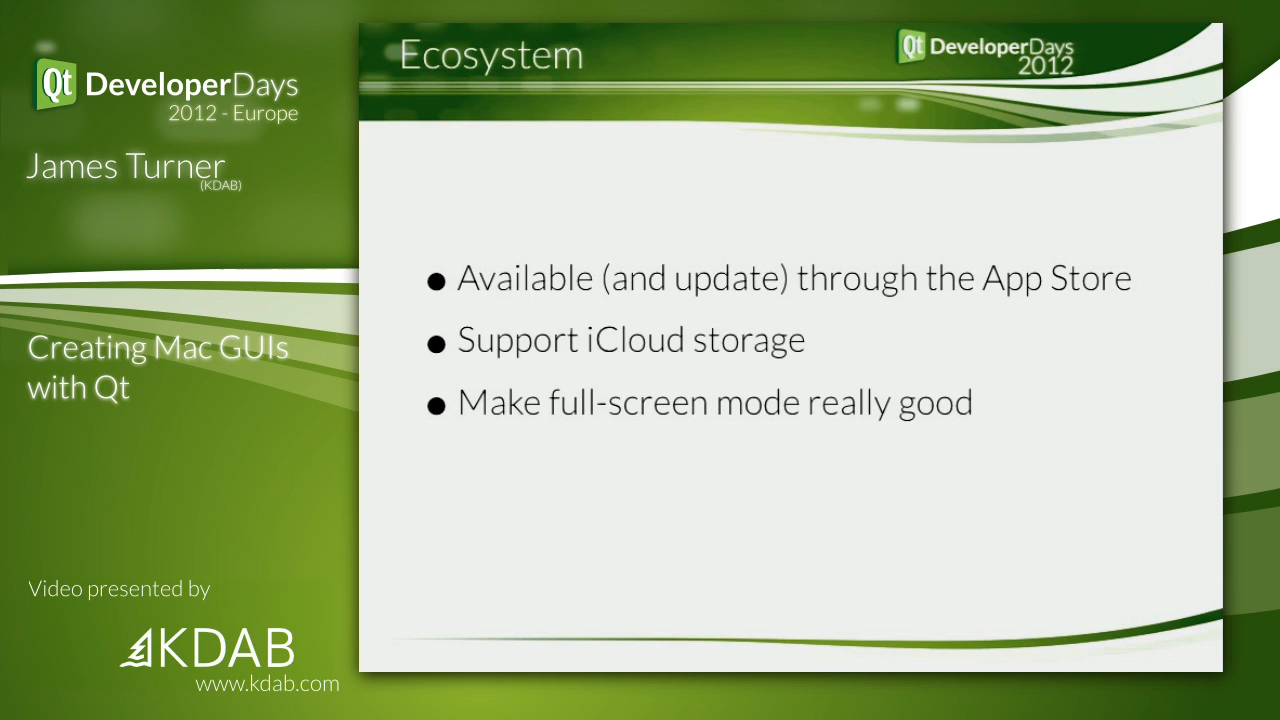 Qt DeveloperDays
2012 - Europe
James Turner
(KDAB)
Creating Mac GUIs
with Qt
Video presented by
KDAB
www.kdab.com
Ecosystem
Qt DeveloperDays
2012
● Available (and update) through the App Store
● Support iCloud storage
● Make full-screen mode really good